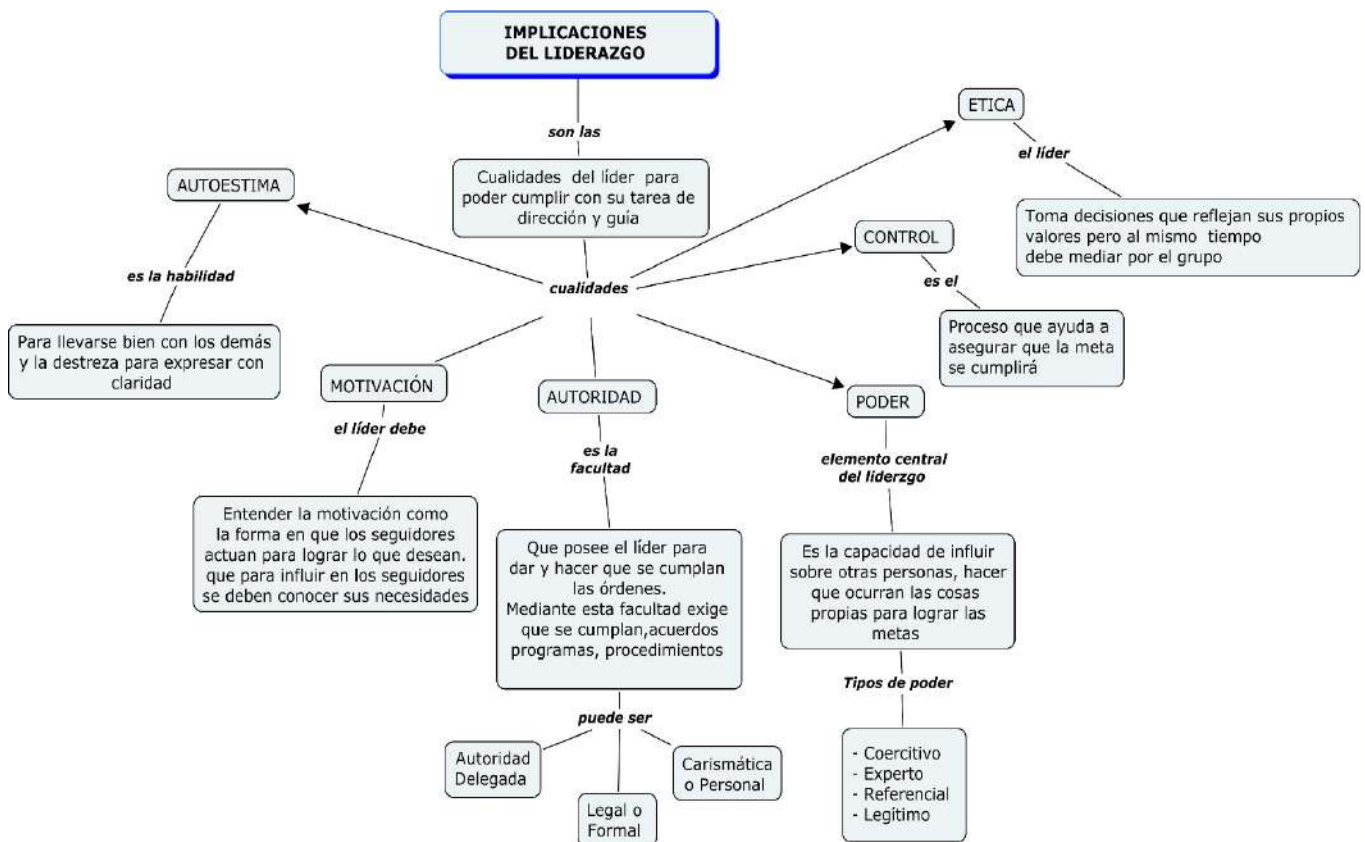 IMPLICACIONES
DEL LIDERAZGO
son las
Cualidades del líder para
poder cumplir con su tarea de
dirección y guía
cualidades
AUTOESTIMA
es la habilidad
Para llevarse bien con los demás
y la destreza para expresar con
claridad
MOTIVACIÓN
el líder debe
Entender la motivación como
la forma en que los seguidores
actuan para lograr lo que desean.
que para influir en los seguidores
se deben conocer sus necesidades
AUTORIDAD
es la
facultad
Que posee el líder para
dar y hacer que se cumplan
las órdenes.
Mediante esta facultad exige
que se cumplan,acuerdos
programas, procedimientos
puede ser
Autoridad
Delegada
Legal o
Formal
Carismática
o Personal
PODER
elemento central
del liderzgo
Es la capacidad de influir
sobre otras personas, hacer
que ocurran las cosas
propias para lograr las
metas
Tipos de poder
- Coercitivo
- Experto
- Referencial
- Legítimo
CONTROL
es el
Proceso que ayuda a
asegurar que la meta
se cumplirá
ETICA
el líder
Toma decisiones que reflejan sus propios
valores pero al mismo tiempo
debe mediar por el grupo